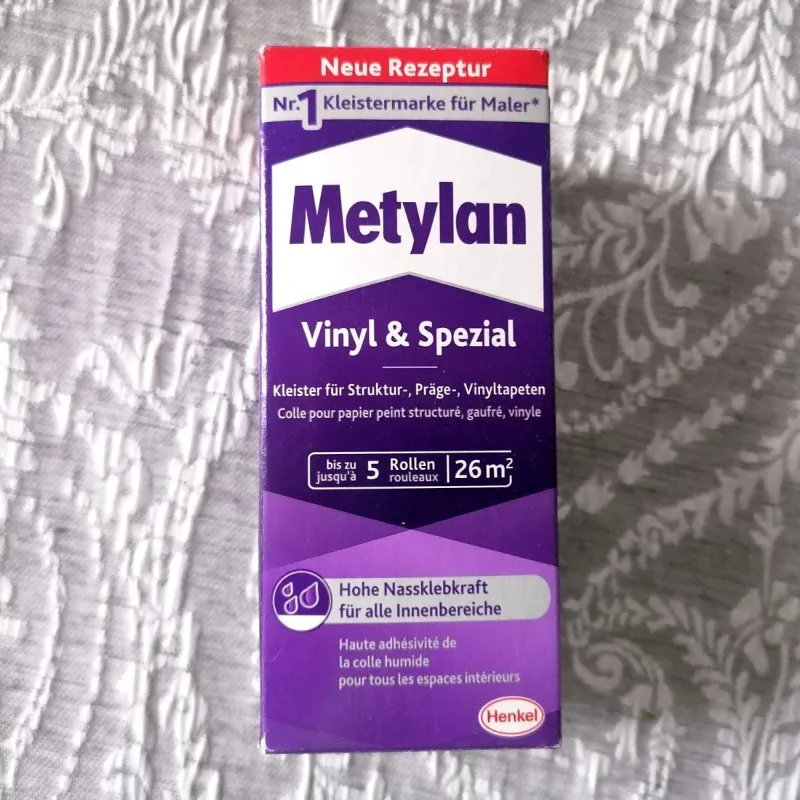 Neue Rezeptur
Nr.1 Kleistermarke für Maler*
Metylan
Vinyl & Spezial
Kleister für Struktur-, Präge-, Vinyltapeten
Colle pour papier peint structuré, gaufré, vinyle
bis zu 5 Rollen 26 m²
jusqu'à rouleaux
Hohe Nassklebkraft
für alle Innenbereiche
Haute adhésivité de
la colle humide
pour tous les espaces intérieurs
Henkel